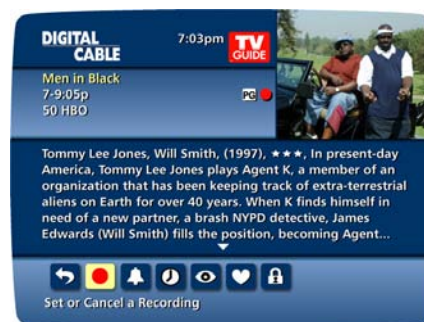 DIGITAL
CABLE
7:03pm
TV
GUIDE
Men in Black
7-9:05p
PG
50 HBO
Tommy Lee Jones, Will Smith, (1997), ★★★, In present-day
America, Tommy Lee Jones plays Agent K, a member of an
organization that has been keeping track of extra-terrestrial
aliens on Earth for over 40 years. When K finds himself in
need of a new partner, a brash NYPD detective, James
Edwards (Will Smith) fills the position, becoming Agent...
Set or Cancel a Recording